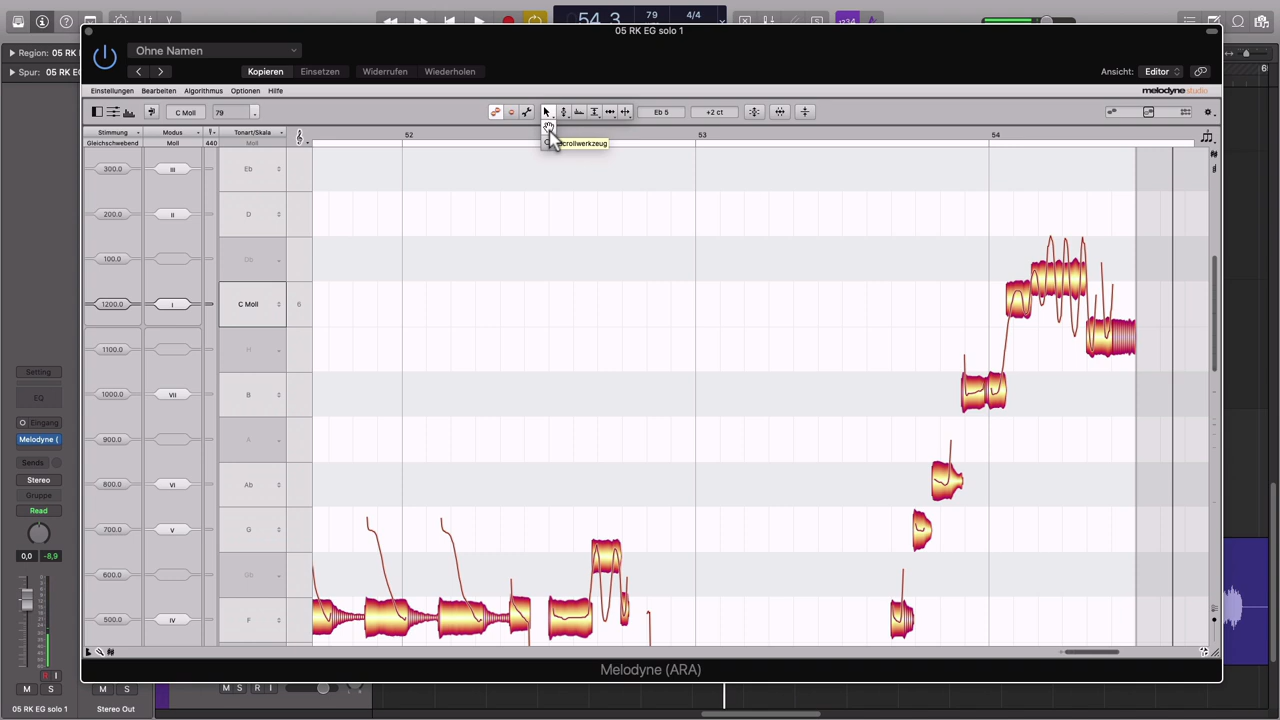 54.3
79
4/4
1234
05 RK EG solo 1
Region: 05 RK
Spur: 05 RK E
6
Ohne Namen
Kopieren
Einsetzen
Widerrufen
Wiederholen
Ansicht:
Editor
Einstellungen
Bearbeiten
Algorithmus
Optionen
Hilfe
melodyne studio
C Moll
79
Eb 5
+2 ct
Stimmung
Modus
Tonart/Skala
52
53
54
Gleichschwebend
Moll
440
Moll
Scrollwerkzeug
300.0
III
Eb
200.0
II
D
100.0
Db
1200.0
I
C Moll
6
1100.0
H
1000.0
VII
B
900.0
A
800.0
VI
Ab
700.0
V
G
600.0
Gb
500.0
IV
F
Setting
EQ
Eingang
Melodyne (
Sends
Stereo
Gruppe
Read
0,0
-8,9
R I
M S
M S
M S R I
05 RK EG solo 1
Stereo Out
Melodyne (ARA)